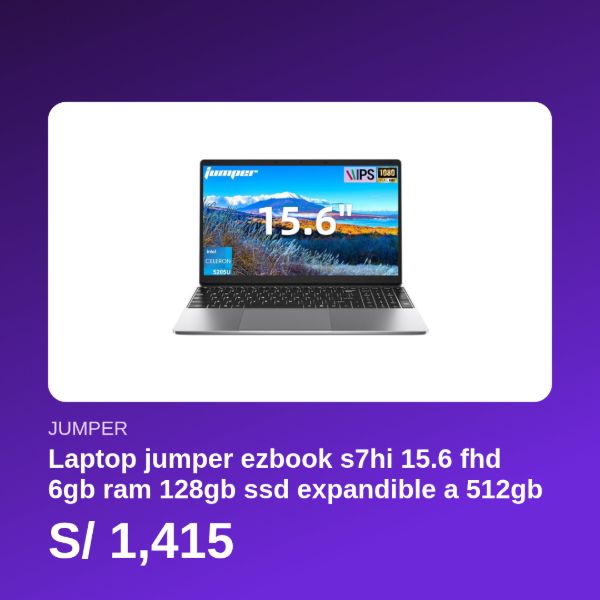 jumper
IPS
1080
15.6"
intel
CELERON
5205U
JUMPER
Laptop jumper ezbook s7hi 15.6 fhd
6gb ram 128gb ssd expandible a 512gb
S/ 1,415